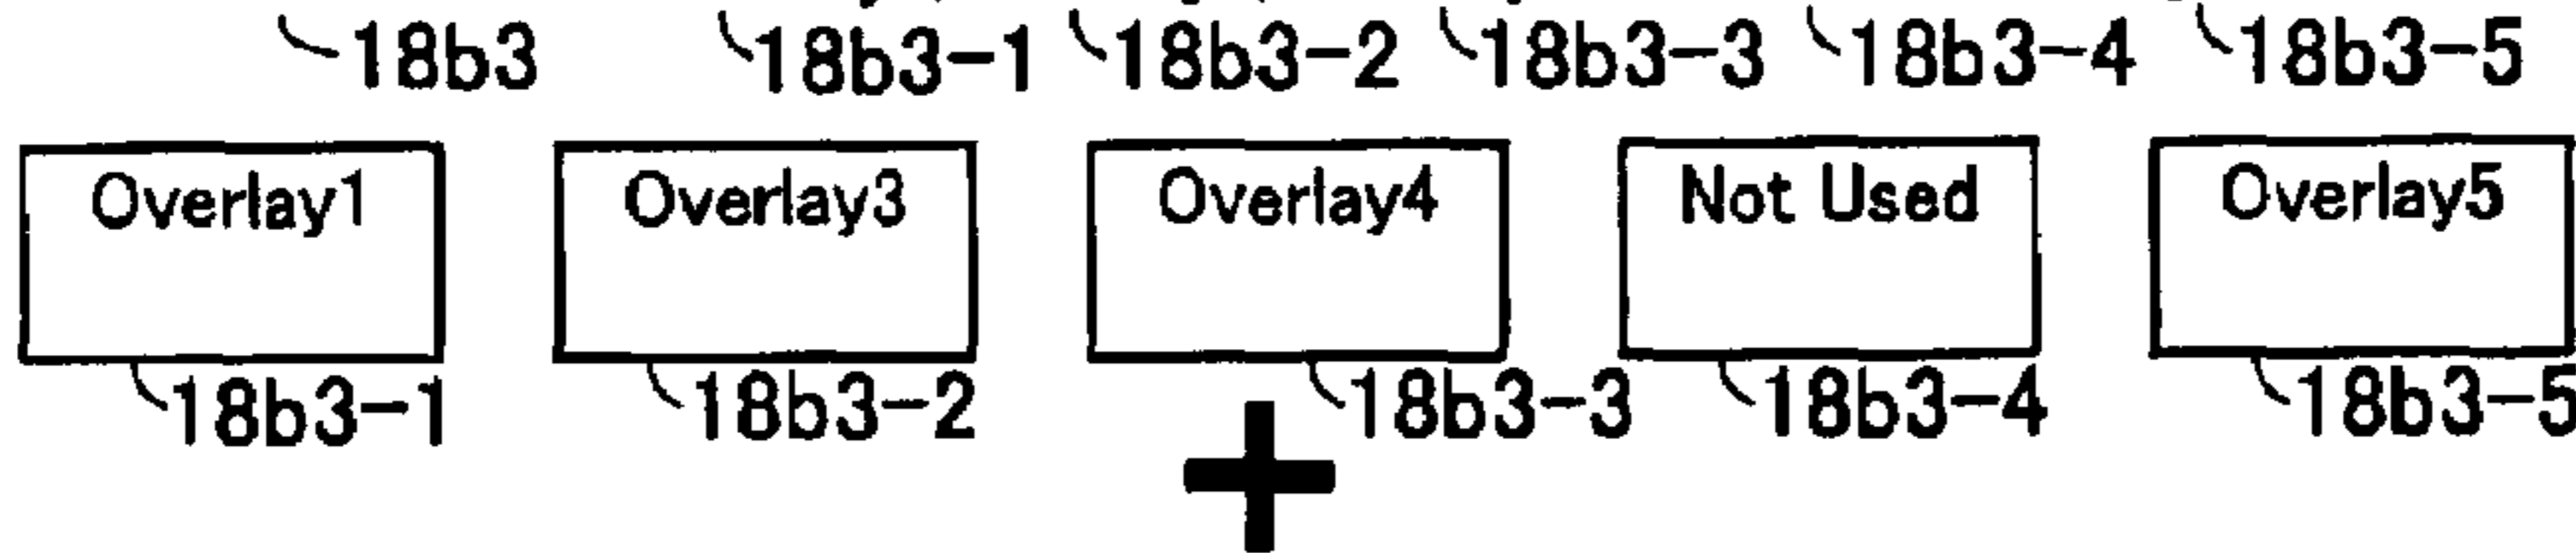 18b3 18b3-1 18b3-2 18b3-3 18b3-4 18b3-5
Overlay1 Overlay3 Overlay4 Not Used Overlay5
18b3-1 18b3-2 18b3-3 18b3-4 18b3-5
+